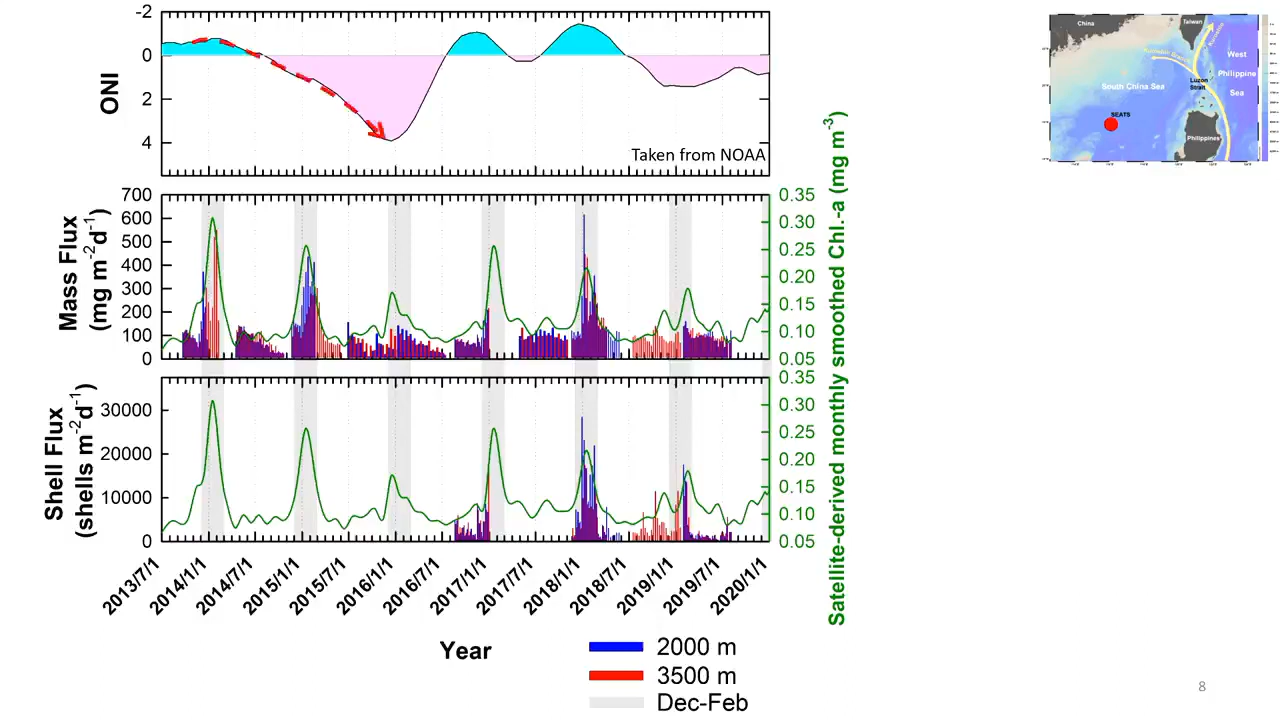 -2
0
2
4
ONI
Taken from NOAA
700
600
500
400
300
200
100
0
Mass Flux
(mg m-2d-1)
0.35
0.30
0.25
0.20
0.15
0.10
0.05
30000
20000
10000
0
Shell Flux
(shells m-2d-1)
0.35
0.30
0.25
0.20
0.15
0.10
0.05
Satellite-derived monthly smoothed Chl.-a (mg m-3)
2013/7/1
2014/1/1
2014/7/1
2015/1/1
2015/7/1
2016/1/1
2016/7/1
2017/1/1
2017/7/1
2018/1/1
2018/7/1
2019/1/1
2019/7/1
2020/1/1
Year
2000 m
3500 m
Dec-Feb
China
Taiwan
Kuroshio
Kuroshio Branch
West
Philippine
Sea
Luzon
Strait
South China Sea
SEATS
Philippines
8